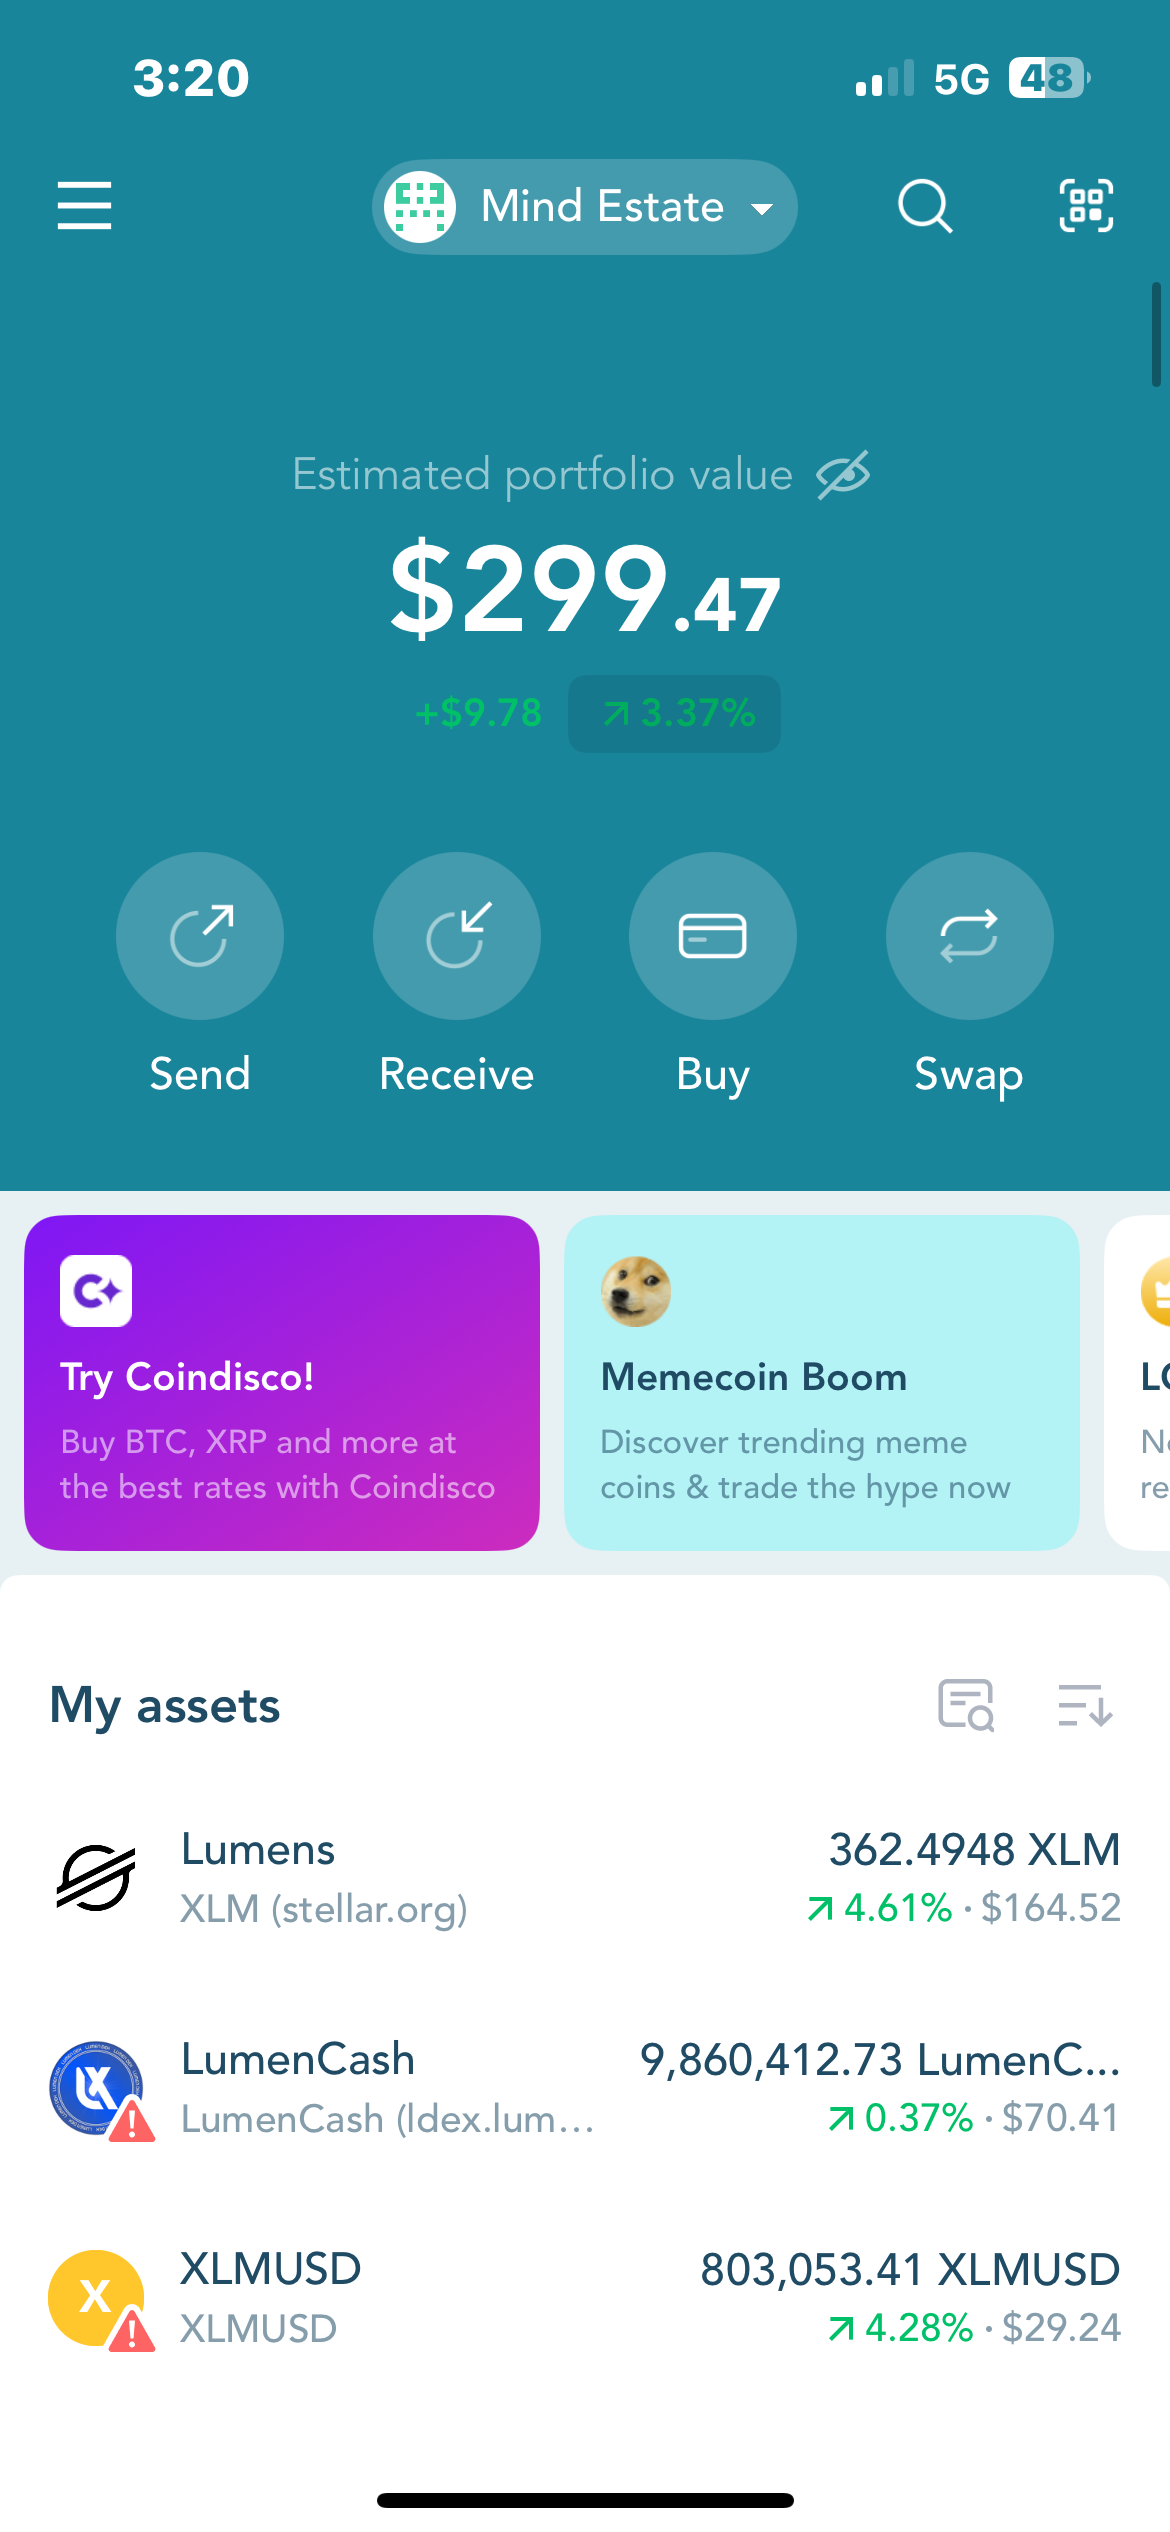 3:20
5G
48
Mind Estate
Estimated portfolio value
$299.47
+$9.78
3.37%
Send
Receive
Buy
Swap
Try Coindisco!
Buy BTC, XRP and more at
the best rates with Coindisco
Memecoin Boom
Discover trending meme
coins & trade the hype now
My assets
Lumens
362.4948 XLM
XLM (stellar.org)
4.61% · $164.52
LumenCash
9,860,412.73 LumenC...
LumenCash (ldex.lum...
0.37% · $70.41
X
XLMUSD
803,053.41 XLMUSD
XLMUSD
4.28% · $29.24